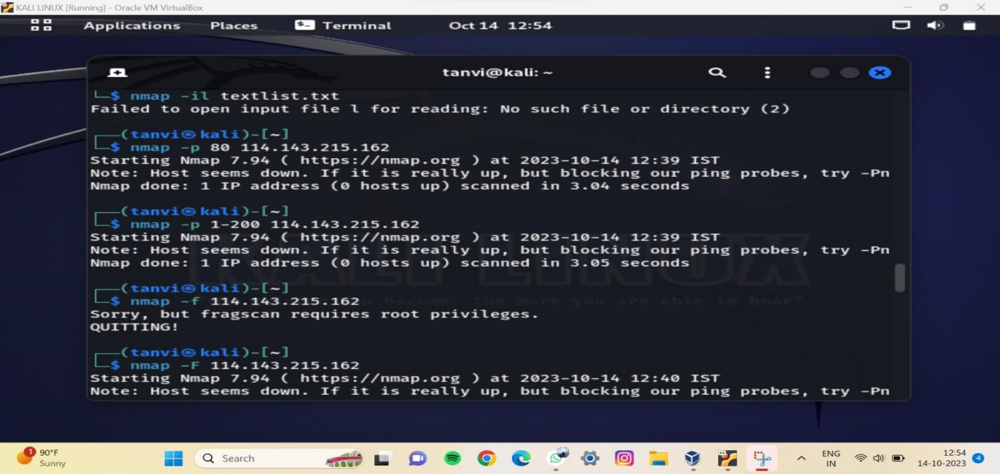 KALI LINUX [Running] - Oracle VM VirtualBox
Applications Places Terminal Oct 14 12:54
tanvi@kali: ~
└─$ nmap -il textlist.txt
Failed to open input file l for reading: No such file or directory (2)
┌──(tanvi㉿kali)-[~]
└─$ nmap -p 80 114.143.215.162
Starting Nmap 7.94 ( https://nmap.org ) at 2023-10-14 12:39 IST
Note: Host seems down. If it is really up, but blocking our ping probes, try -Pn
Nmap done: 1 IP address (0 hosts up) scanned in 3.04 seconds
┌──(tanvi㉿kali)-[~]
└─$ nmap -p 1-200 114.143.215.162
Starting Nmap 7.94 ( https://nmap.org ) at 2023-10-14 12:39 IST
Note: Host seems down. If it is really up, but blocking our ping probes, try -Pn
Nmap done: 1 IP address (0 hosts up) scanned in 3.05 seconds
┌──(tanvi㉿kali)-[~]
└─$ nmap -f 114.143.215.162
Sorry, but fragscan requires root privileges.
QUITTING!
┌──(tanvi㉿kali)-[~]
└─$ nmap -F 114.143.215.162
Starting Nmap 7.94 ( https://nmap.org ) at 2023-10-14 12:40 IST
Note: Host seems down. If it is really up, but blocking our ping probes, try -Pn
KALI LINUX
become, the more you are able to hear"
1 90°F
Sunny
Search
ENG
IN
12:54
14-10-2023
4